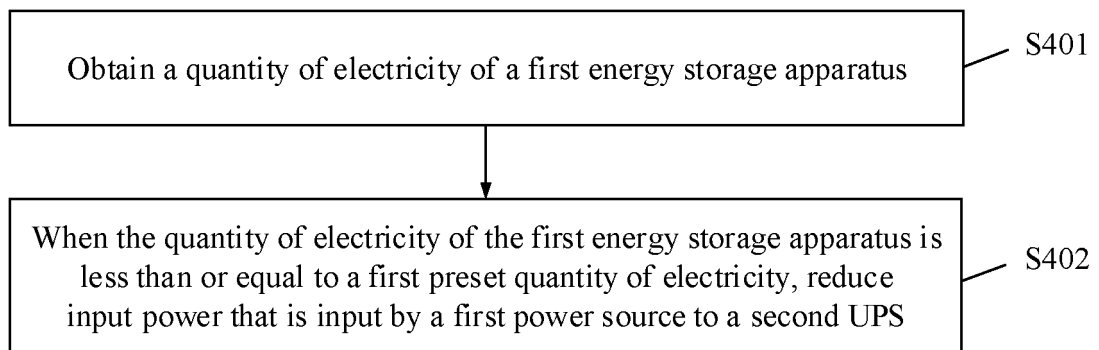 Obtain a quantity of electricity of a first energy storage apparatus
S401
When the quantity of electricity of the first energy storage apparatus is
less than or equal to a first preset quantity of electricity, reduce
input power that is input by a first power source to a second UPS
S402